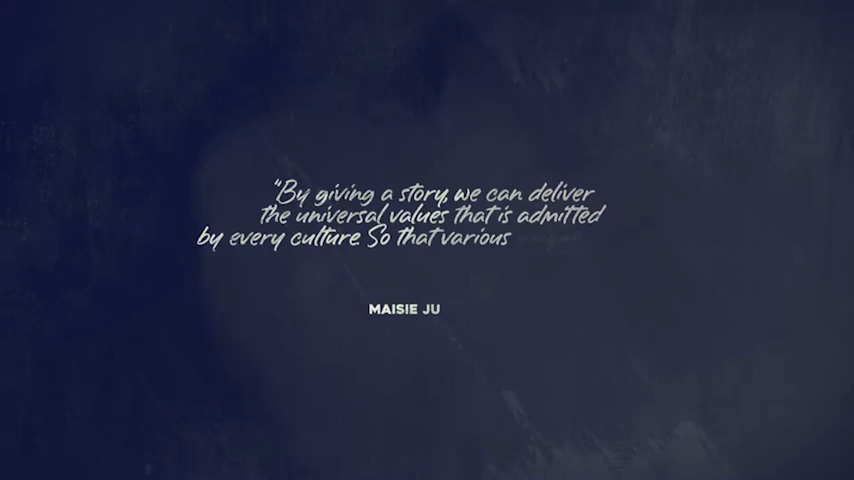 "By giving a story, we can deliver
the universal values that is admitted
by every culture. So that various
MAISIE JU